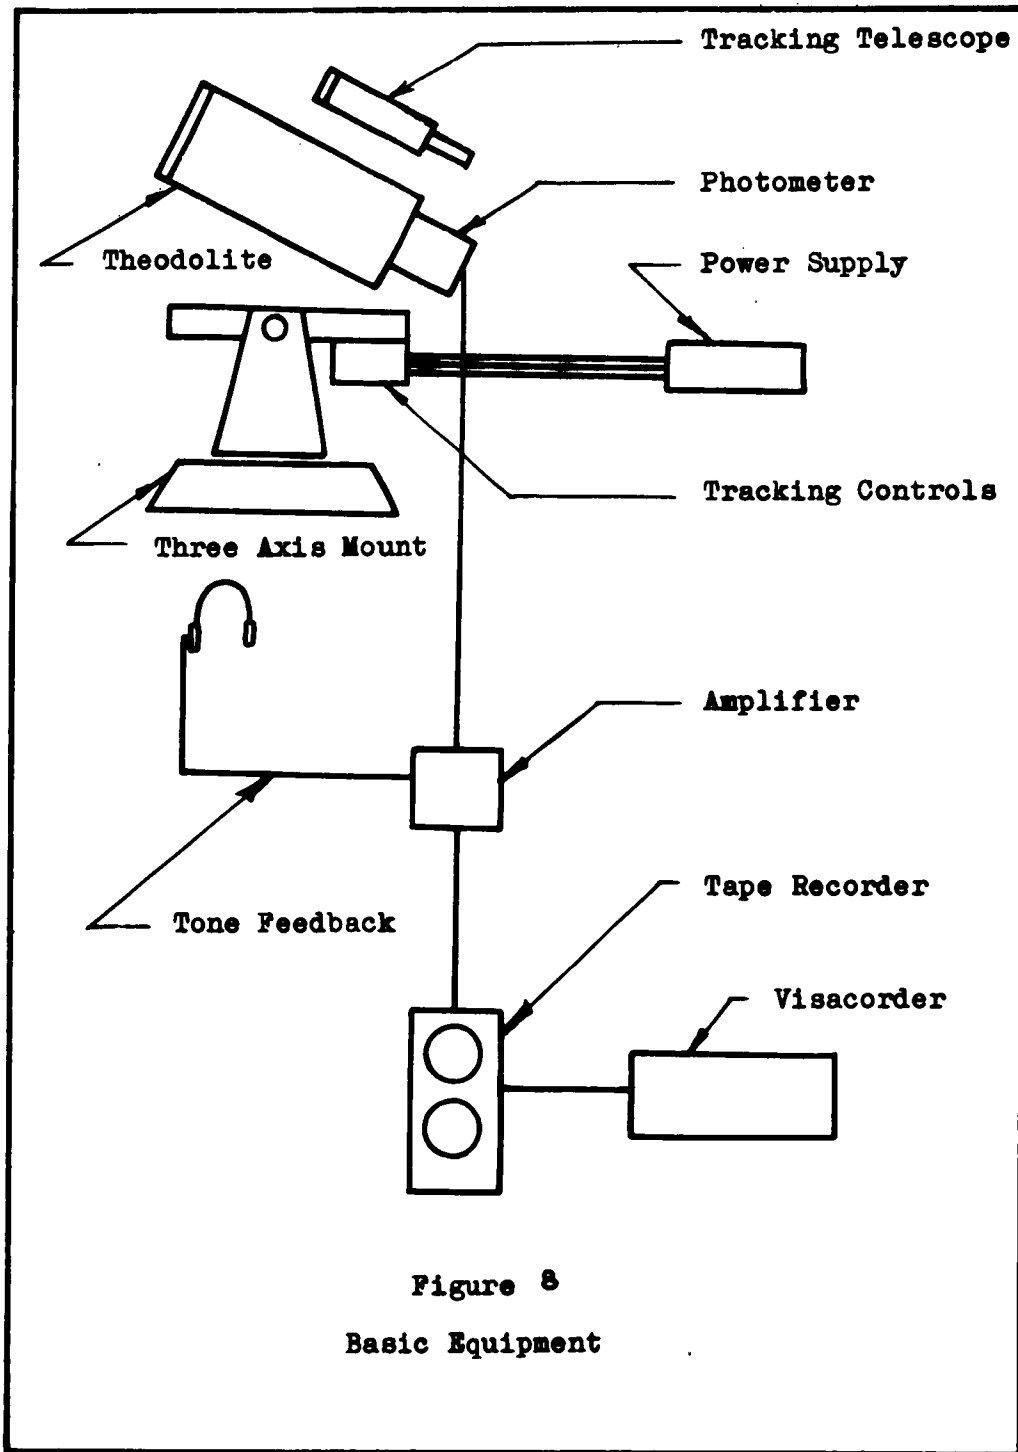 Tracking Telescope
Photometer
Theodolite
Power Supply
Tracking Controls
Three Axis Mount
Amplifier
Tape Recorder
Tone Feedback
Visacorder
Figure 8
Basic Equipment